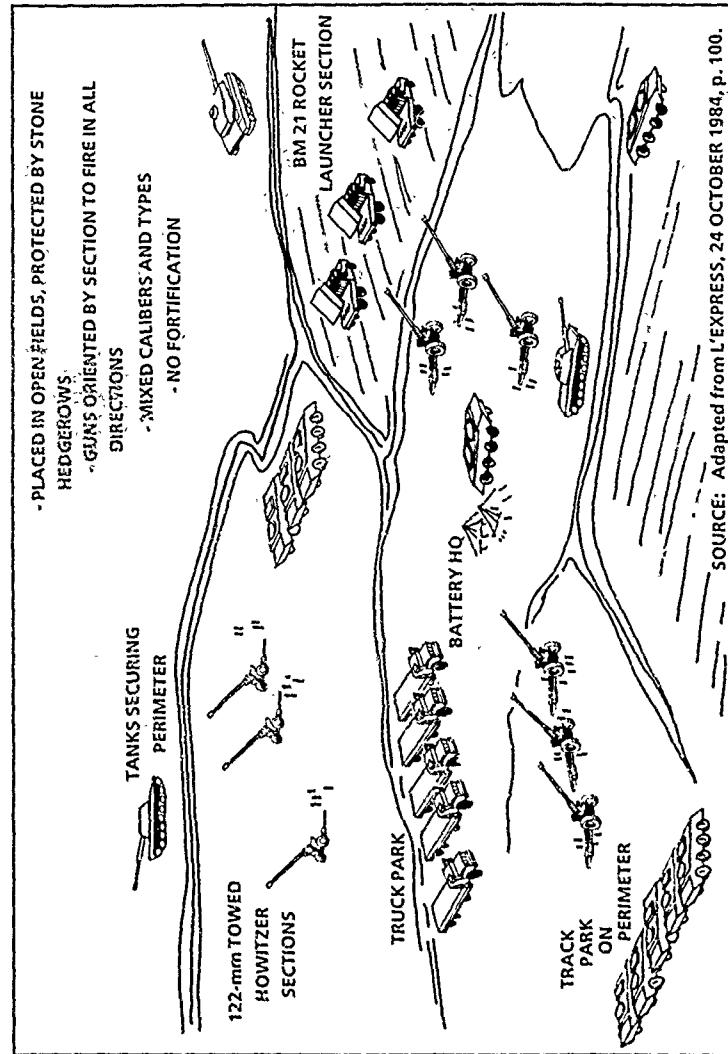 - PLACED IN OPEN FIELDS, PROTECTED BY STONE
HEDGEROWS
- GUNS ORIENTED BY SECTION TO FIRE IN ALL
DIRECTIONS
- MIXED CALIBERS AND TYPES
- NO FORTIFICATION
TANKS SECURING
PERIMETER
BM 21 ROCKET
LAUNCHER SECTION
122-mm TOWED
HOWITZER
SECTIONS
TRUCK PARK
BATTERY HQ
TRACK
PARK
ON
PERIMETER
SOURCE: Adapted from L'EXPRESS, 24 OCTOBER 1984, p. 100.